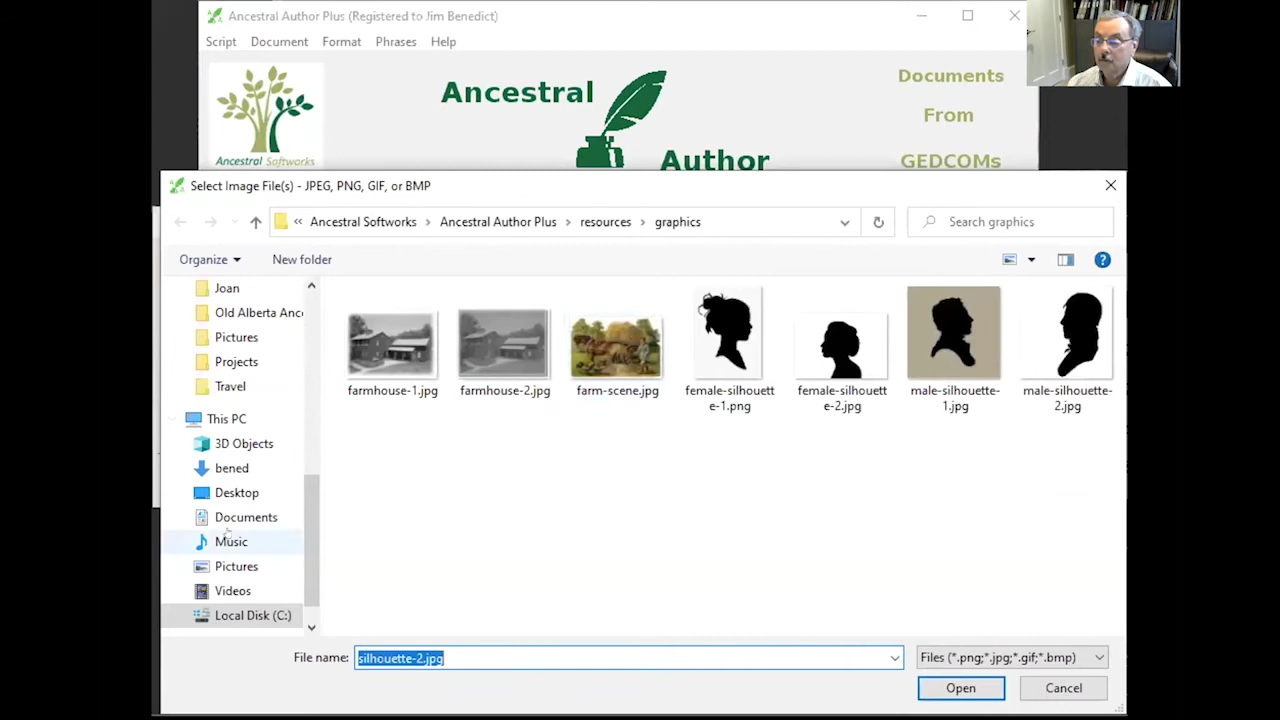 Ancestral Author Plus (Registered to Jim Benedict)
Script Document Format Phrases Help
Ancestral
Author
Documents
From
GEDCOMs
Ancestral Softworks
Select Image File(s) - JPEG, PNG, GIF, or BMP
« Ancestral Softworks › Ancestral Author Plus › resources › graphics
Search graphics
Organize
New folder
Joan
Old Alberta Anc
Pictures
Projects
Travel
This PC
3D Objects
bened
Desktop
Documents
Music
Pictures
Videos
Local Disk (C:)
farmhouse-1.jpg
farmhouse-2.jpg
farm-scene.jpg
female-silhouett
e-1.png
female-silhouett
e-2.jpg
male-silhouette-
1.jpg
male-silhouette-
2.jpg
File name:
silhouette-2.jpg
Files (*.png;*.jpg;*.gif;*.bmp)
Open
Cancel